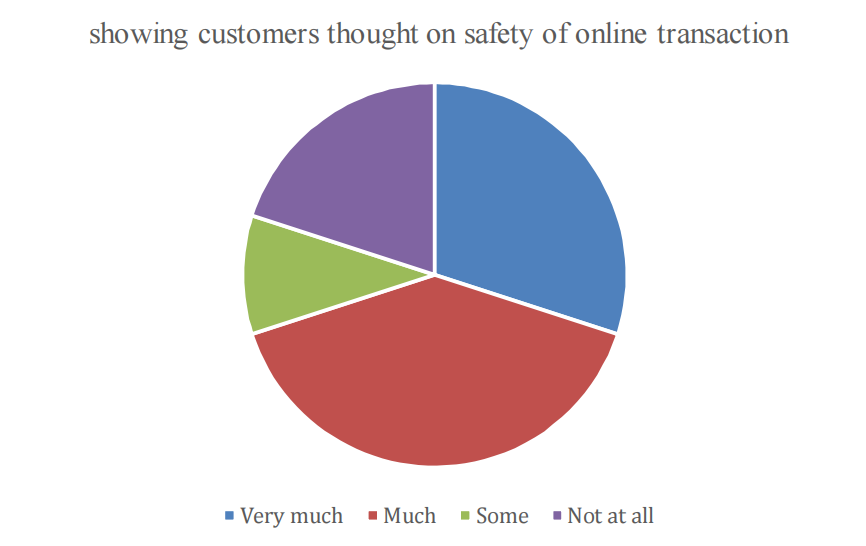 showing customers thought on safety of online transaction
Very much Much Some Not at all